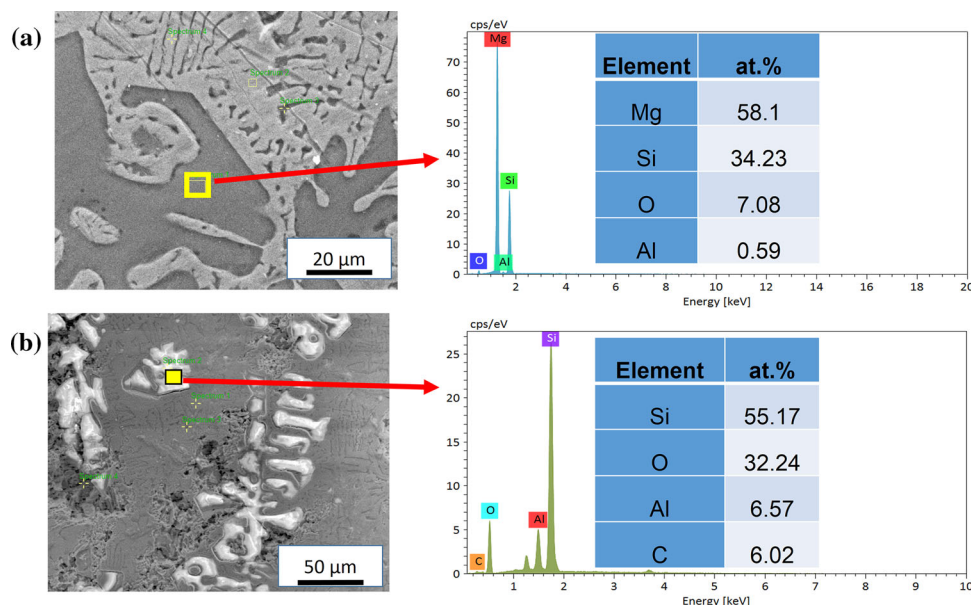 (a)
Spectrum
20 µm
cps/eV
Mg
Si
O
Al
70
60
50
40
30
20
10
0
2 4 6 8 10 12 14 16 18 20
Energy [keV]
Element at.%
Mg 58.1
Si 34.23
O 7.08
Al 0.59
(b)
50 µm
cps/eV
Si
O
Al
C
25
20
15
10
5
0
1 2 3 4 5 6 7 8 9 10
Energy [keV]
Element at.%
Si 55.17
O 32.24
Al 6.57
C 6.02